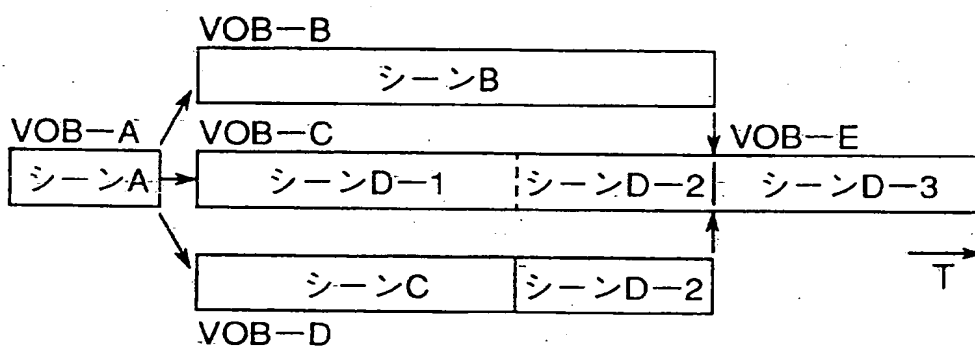 VOB—B
シーンB
VOB—A
VOB—C
VOB—E
シーンA
シーンD—1
シーンD—2
シーンD—3
シーンC
シーンD—2
T
VOB—D